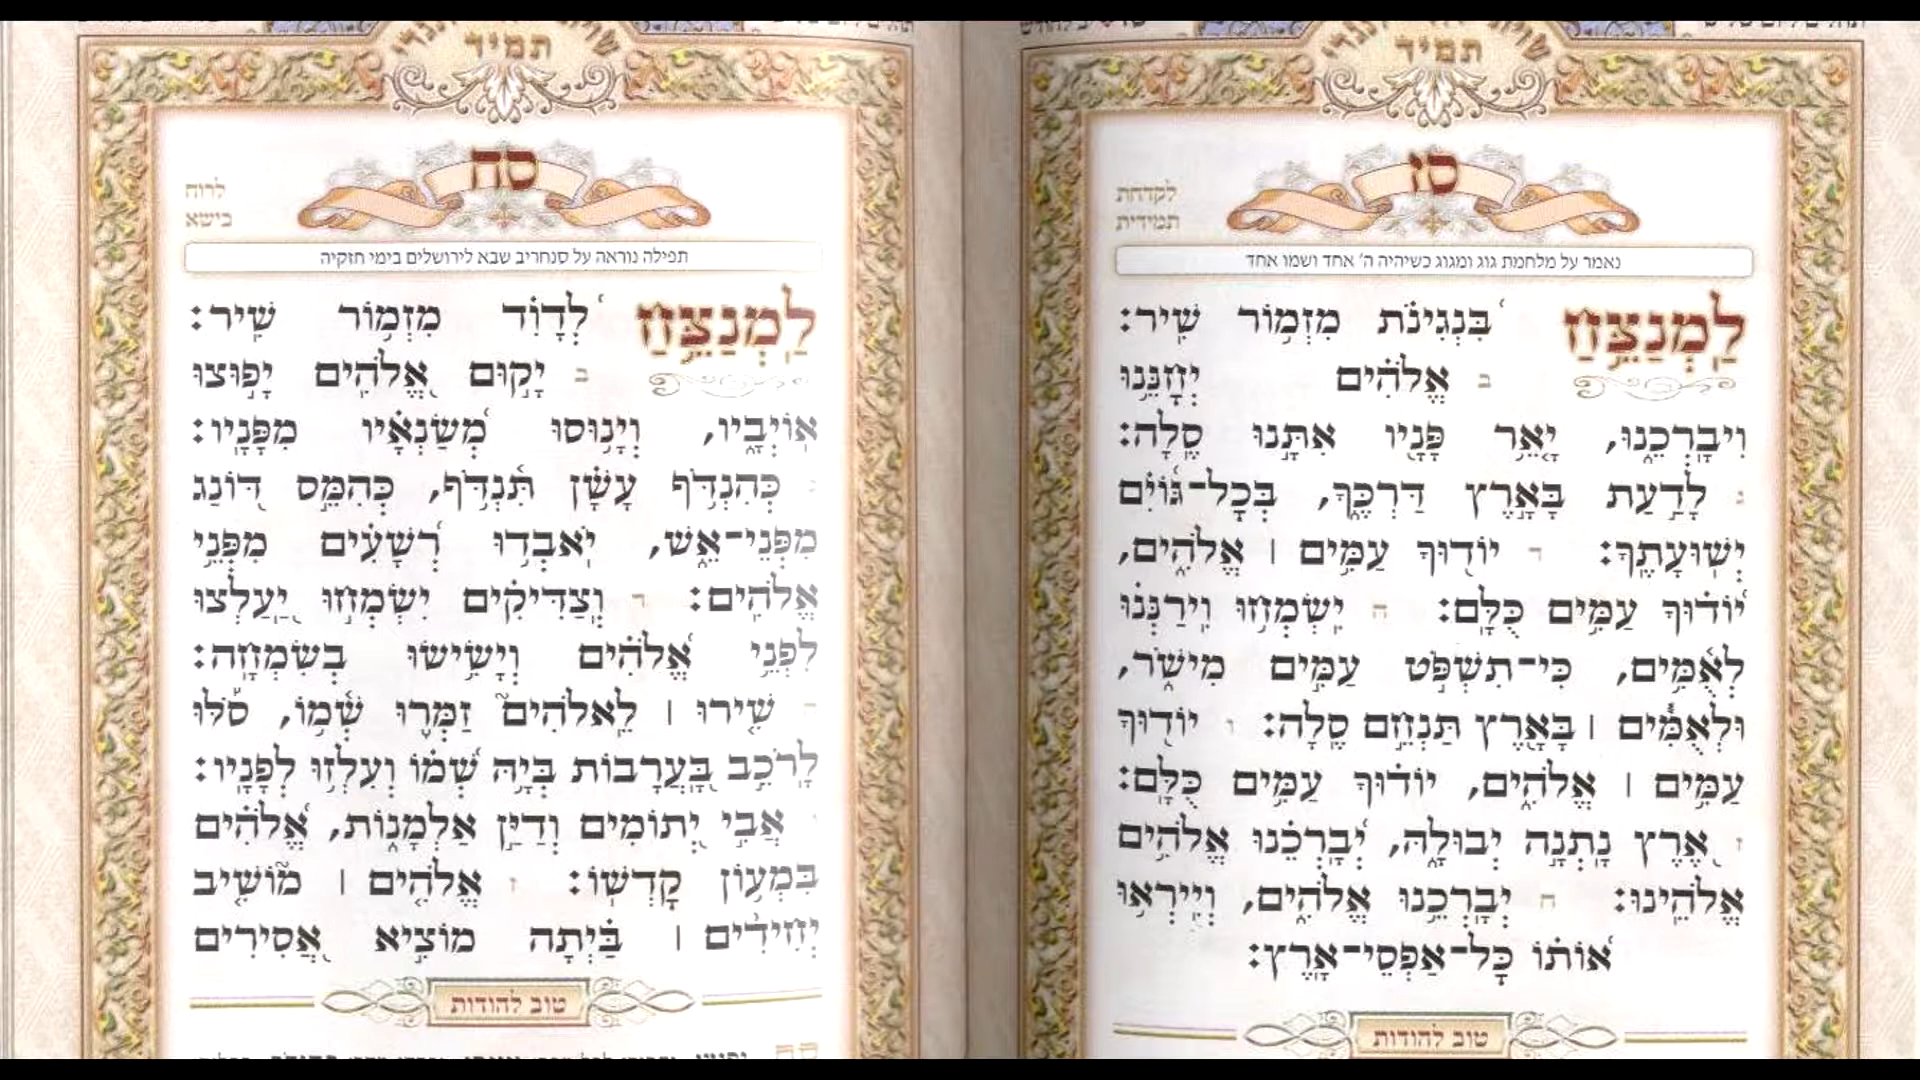 תמיד
סז
לקדחת
תמידית
נאמר על מלחמת גוג ומגוג כשיהיה ה' אחד ושמו אחד
לַמְנַצֵּחַ בִּנְגִינֹת מִזְמוֹר שִׁיר:
ב אֱלֹהִים יְחָנֵּנוּ
וִיבָרְכֵנוּ, יָאֵר פָּנָיו אִתָּנוּ סֶלָה:
ג לָדַעַת בָּאָרֶץ דַּרְכֶּךָ, בְּכָל־גּוֹיִם
יְשׁוּעָתֶךָ: ד יוֹדוּךָ עַמִּים | אֱלֹהִים,
יוֹדוּךָ עַמִּים כֻּלָּם: ה יִשְׂמְחוּ וִירַנְּנוּ
לְאֻמִּים, כִּי־תִשְׁפֹּט עַמִּים מִישֹׁר,
וּלְאֻמִּים | בָּאָרֶץ תַּנְחֵם סֶלָה: ו יוֹדוּךָ
עַמִּים | אֱלֹהִים, יוֹדוּךָ עַמִּים כֻּלָּם:
ז אֶרֶץ נָתְנָה יְבוּלָהּ, יְבָרְכֵנוּ אֱלֹהִים
אֱלֹהֵינוּ: ח יְבָרְכֵנוּ אֱלֹהִים, וְיִירְאוּ
אוֹתוֹ כָּל־אַפְסֵי־אָרֶץ:
טוב להודות
תמיד
סח
לרוח
בישא
תפילה נוראה על סנחריב שבא לירושלים בימי חזקיה
לַמְנַצֵּחַ לְדָוִד מִזְמוֹר שִׁיר:
ב יָקוּם אֱלֹהִים יָפוּצוּ
אוֹיְבָיו, וְיָנוּסוּ מְשַׂנְאָיו מִפָּנָיו:
ג כְּהִנְדֹּף עָשָׁן תִּנְדֹּף, כְּהִמֵּס דּוֹנַג
מִפְּנֵי־אֵשׁ, יֹאבְדוּ רְשָׁעִים מִפְּנֵי
אֱלֹהִים: ד וְצַדִּיקִים יִשְׂמְחוּ יַעַלְצוּ
לִפְנֵי אֱלֹהִים וְיָשִׂישׂוּ בְשִׂמְחָה:
ה שִׁירוּ | לֵאלֹהִים זַמְּרוּ שְׁמוֹ, סֹלּוּ
לָרֹכֵב בָּעֲרָבוֹת בְּיָהּ שְׁמוֹ וְעִלְזוּ לְפָנָיו:
ו אֲבִי יְתוֹמִים וְדַיַּן אַלְמָנוֹת, אֱלֹהִים
בִּמְעוֹן קָדְשׁוֹ: ז אֱלֹהִים | מוֹשִׁיב
יְחִידִים | בַּיְתָה מוֹצִיא אֲסִירִים
טוב להודות